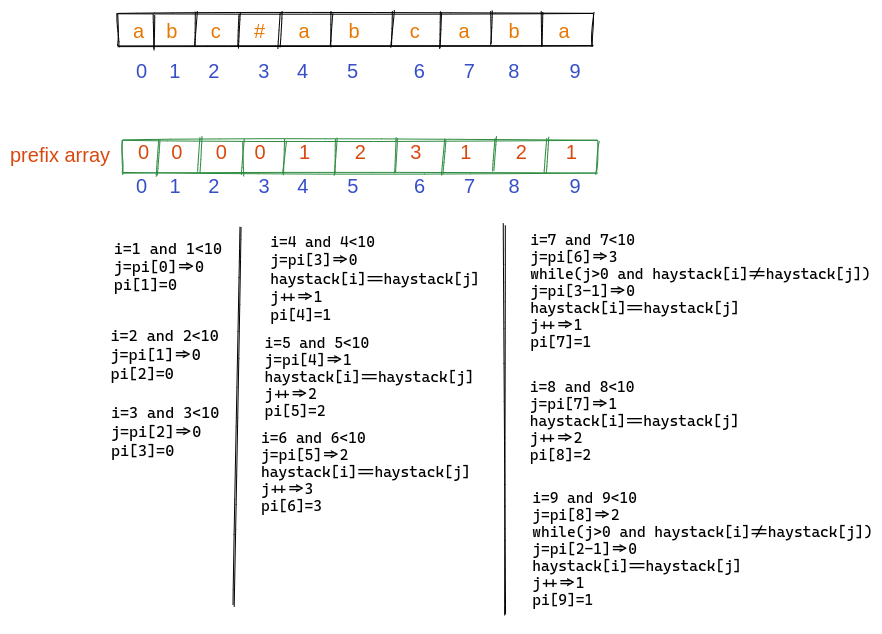 a b c # a b c a b a
0 1 2 3 4 5 6 7 8 9
prefix array 0 0 0 0 1 2 3 1 2 1
0 1 2 3 4 5 6 7 8 9
i=1 and 1<10
j=pi[0]⇒0
pi[1]=0
i=2 and 2<10
j=pi[1]⇒0
pi[2]=0
i=3 and 3<10
j=pi[2]⇒0
pi[3]=0
i=4 and 4<10
j=pi[3]⇒0
haystack[i]==haystack[j]
j++⇒1
pi[4]=1
i=5 and 5<10
j=pi[4]⇒1
haystack[i]==haystack[j]
j++⇒2
pi[5]=2
i=6 and 6<10
j=pi[5]⇒2
haystack[i]==haystack[j]
j++⇒3
pi[6]=3
i=7 and 7<10
j=pi[6]⇒3
while(j>0 and haystack[i]≠haystack[j])
j=pi[3-1]⇒0
haystack[i]==haystack[j]
j++⇒1
pi[7]=1
i=8 and 8<10
j=pi[7]⇒1
haystack[i]==haystack[j]
j++⇒2
pi[8]=2
i=9 and 9<10
j=pi[8]⇒2
while(j>0 and haystack[i]≠haystack[j])
j=pi[2-1]⇒0
haystack[i]==haystack[j]
j++⇒1
pi[9]=1